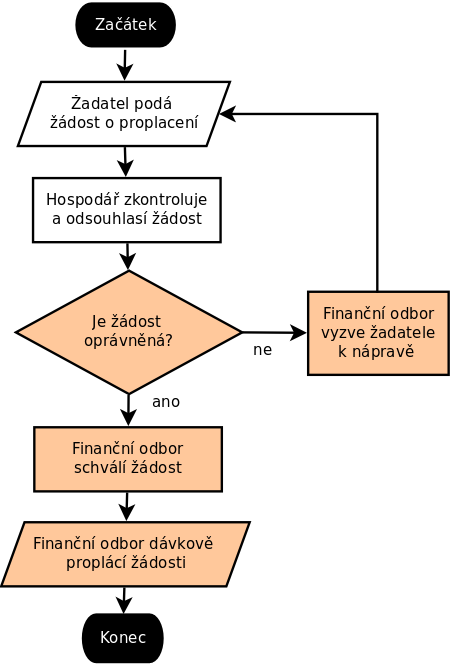 Začátek
Žadatel podá
žádost o proplacení
Hospodář zkontroluje
a odsouhlasí žádost
Je žádost
oprávněná?
ne
Finanční odbor
vyzve žadatele
k nápravě
ano
Finanční odbor
schválí žádost
Finanční odbor dávkově
proplácí žádosti
Konec